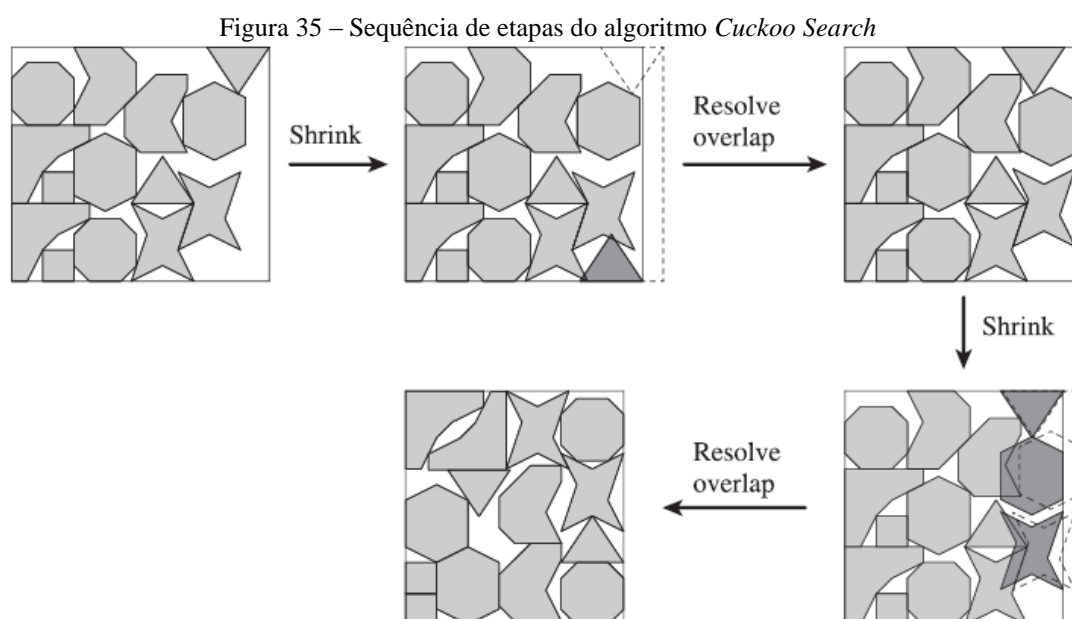 Figura 35 – Sequência de etapas do algoritmo Cuckoo Search
Shrink
Resolve
overlap
Shrink
Resolve
overlap